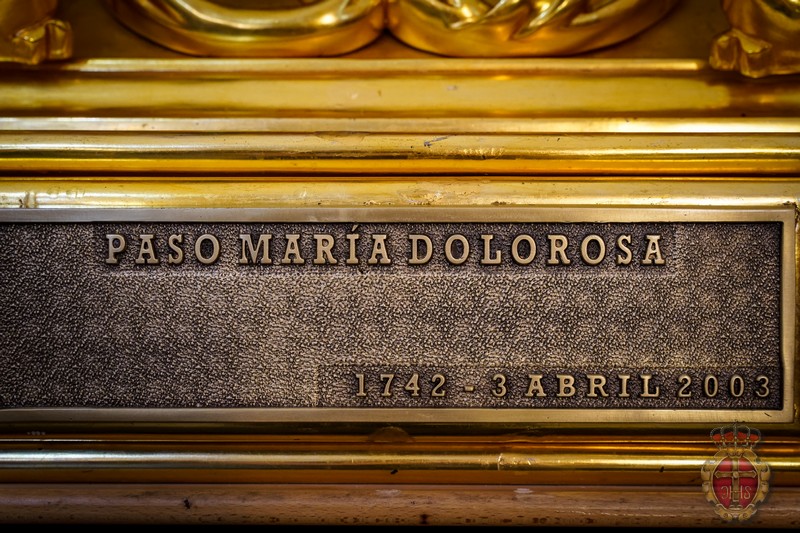 PASO MARÍA DOLOROSA
1742 - 3 ABRIL 2003